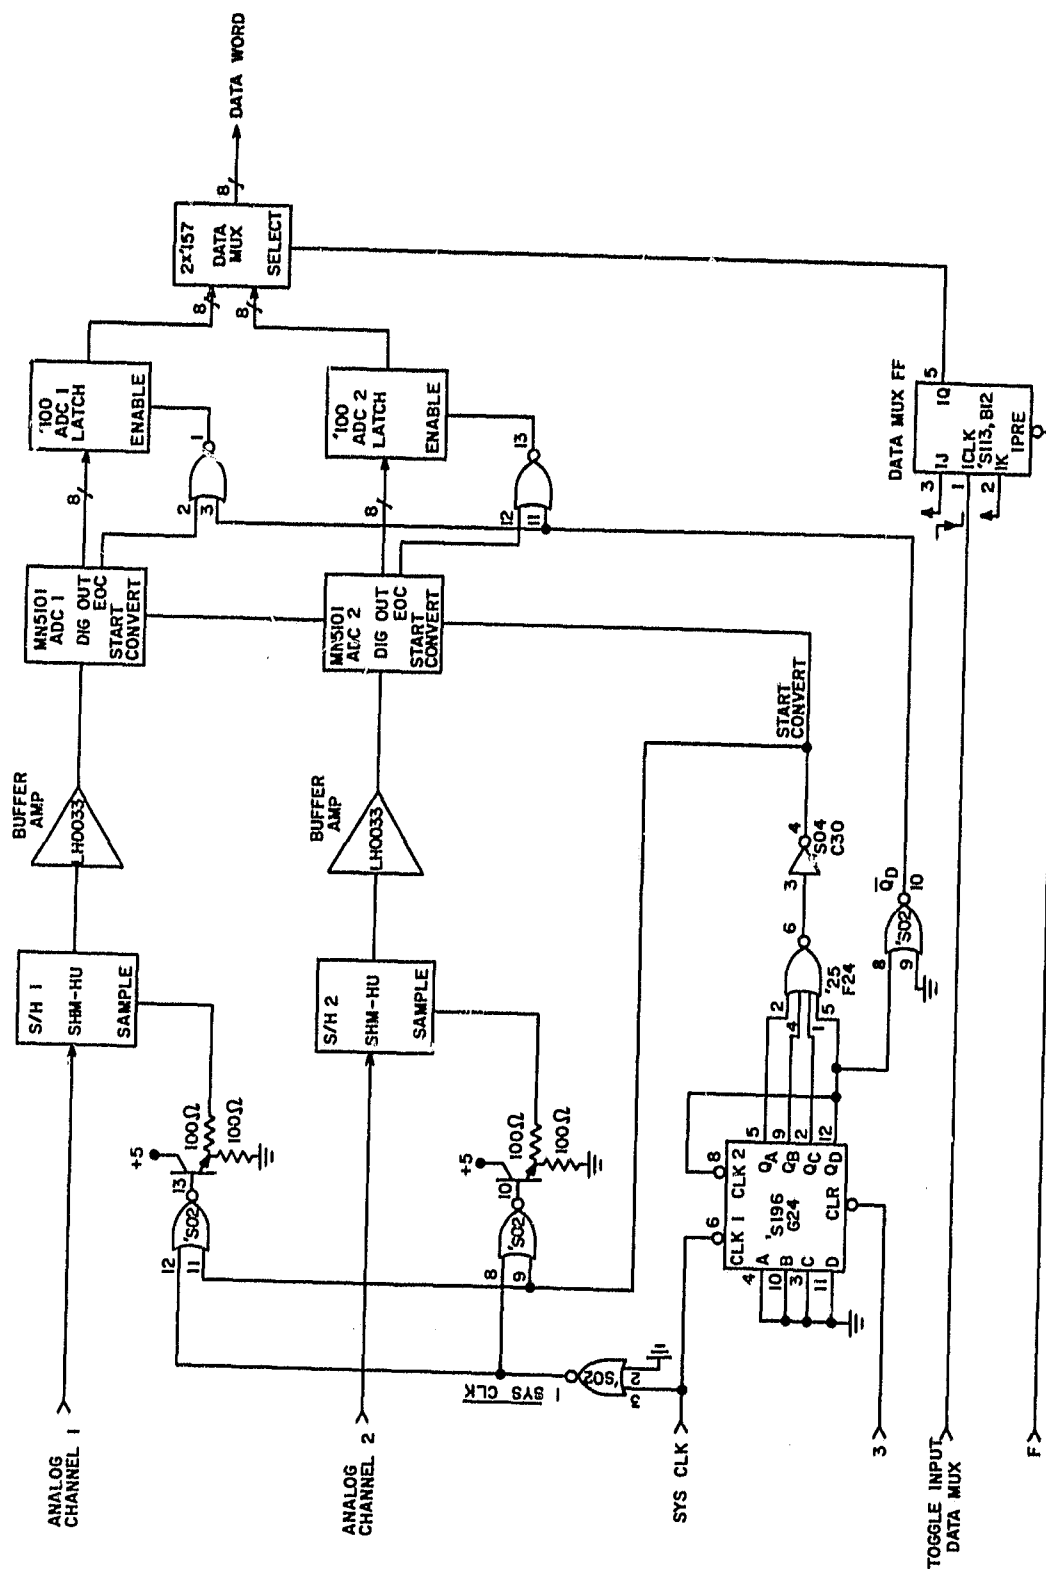 ANALOG
CHANNEL 1
S/H 1
SHM-HU
SAMPLE
BUFFER
AMP
LH0033
MN5101
ADC 1
DIG OUT
EOC
START
CONVERT
8
'100
ADC 1
LATCH
ENABLE
2
3
1
8
2x'157
DATA
MUX
SELECT
8
DATA WORD
+5
12
11
'S02
13
100Ω
100Ω
ANALOG
CHANNEL 2
S/H 2
SHM-HU
SAMPLE
BUFFER
AMP
LH0033
MN5101
ADC 2
DIG OUT
EOC
START
CONVERT
8
'100
ADC 2
LATCH
ENABLE
12
11
13
8
+5
8
9
'S02
10
100Ω
100Ω
SYS CLK
1
'S02
2
3
SYS CLK
START
CONVERT
6
8
CLK 1
CLK 2
4
A
10
B
3
C
11
D
'S196
G24
QA
5
QB
9
QC
2
QD
12
CLR
2
4
1
5
'25
F24
6
3
'S04
C30
4
8
9
'S02
QD
10
3
TOGGLE INPUT
DATA MUX
DATA MUX FF
3
1J
1
1CLK
'S113, B12
2
1K
1PRE
1Q
5
F